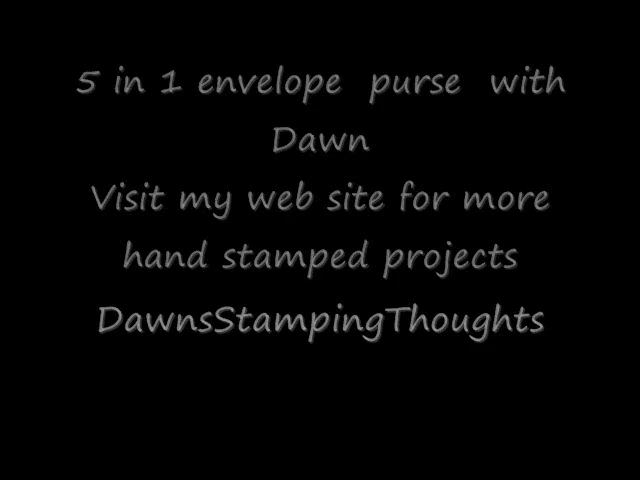 5 in 1 envelope purse with
Dawn
Visit my web site for more
hand stamped projects
DawnsStampingThoughts